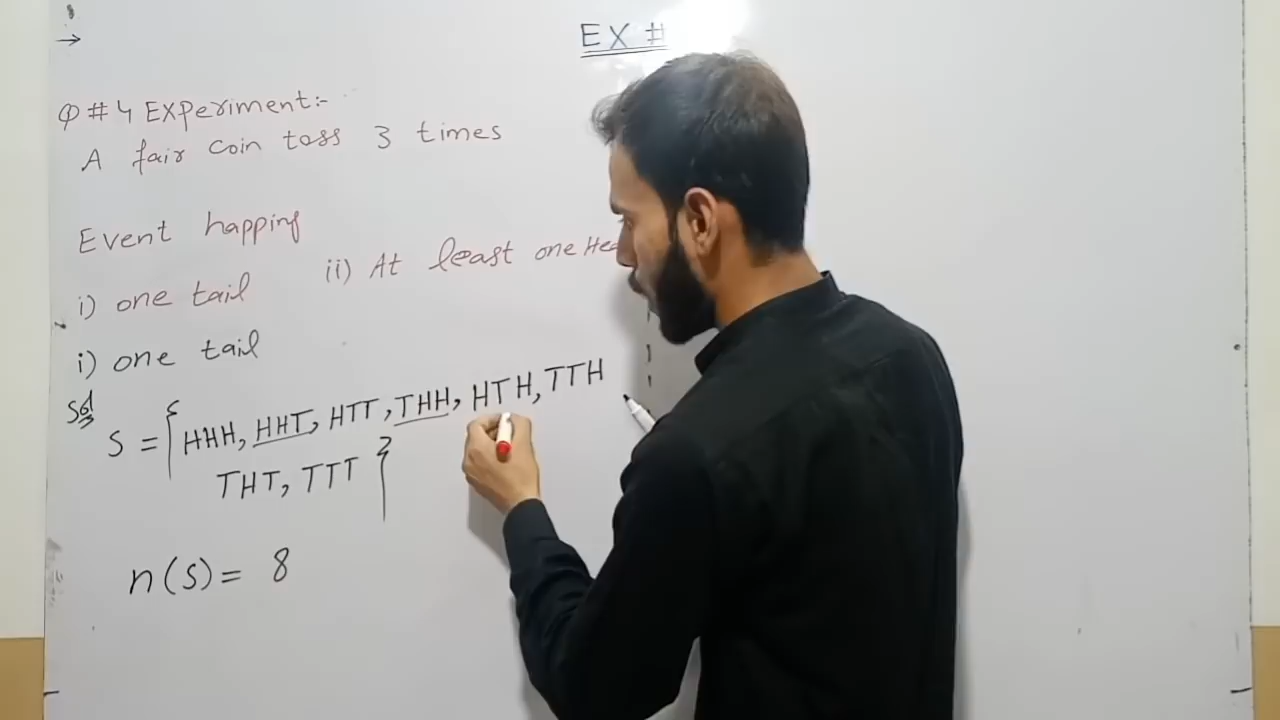 EX #
→
Q # 4 Experiment:-
A fair coin toss 3 times
Event happing
i) one tail ii) At least one Hea
i) one tail
Sol
S = { HHH, HHT, HTT, THH, HTH, TTH
THT, TTT }
n(S) = 8